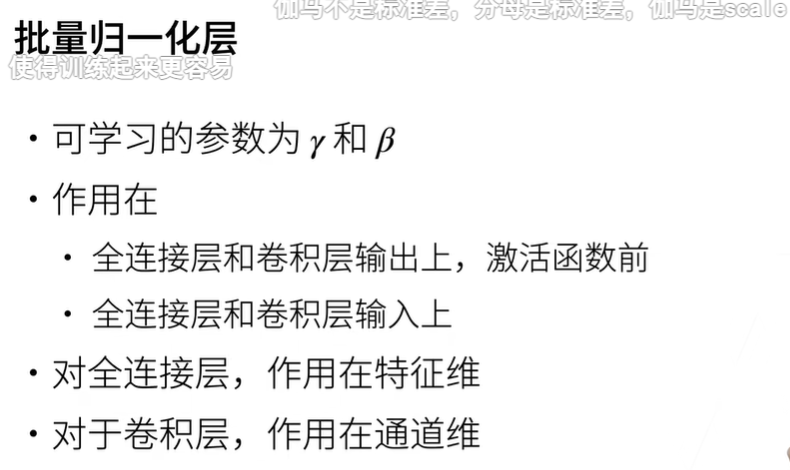 伽马不是标准差，分母是标准差，伽马是scale
批量归一化层
使得训练起来更容易
• 可学习的参数为 γ 和 β
• 作用在
• 全连接层和卷积层输出上，激活函数前
• 全连接层和卷积层输入上
• 对全连接层，作用在特征维
• 对于卷积层，作用在通道维